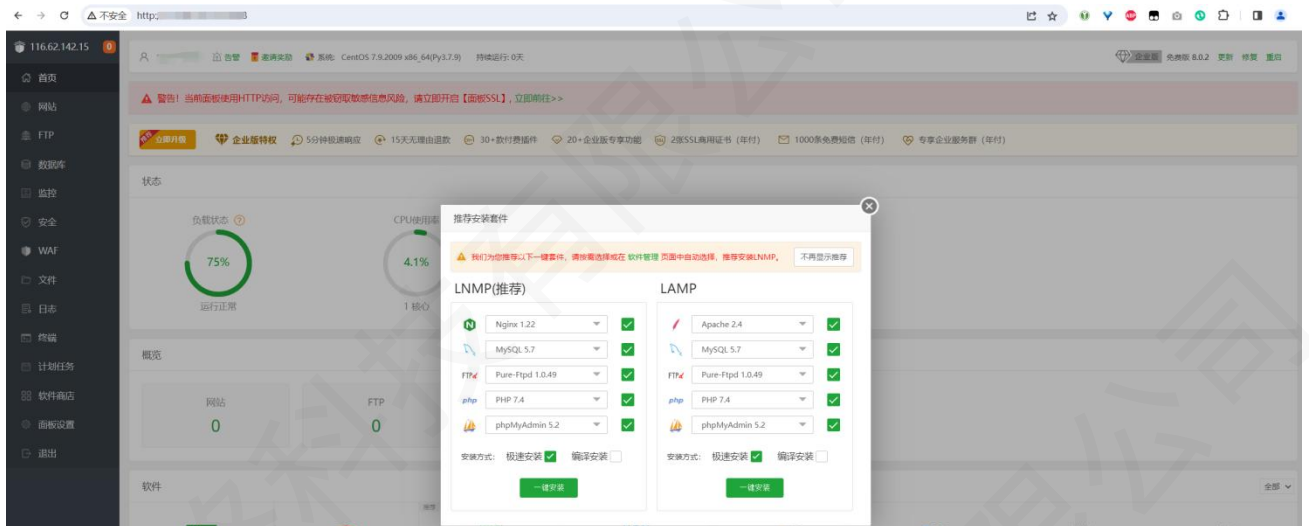 不安全 http:
116.62.142.15 0
首页
网站
FTP
数据库
监控
安全
WAF
文件
日志
终端
计划任务
软件商店
面板设置
退出
告警 邀请奖励 系统: CentOS 7.9.2009 x86_64(Py3.7.9) 持续运行: 0天
企业版 免费版 8.0.2 更新 修复 重启
警告!当前面板使用HTTP访问,可能存在被窃取敏感信息风险,请立即开启【面板SSL】, 立即前往>>
推荐 立即升级 企业版特权 5分钟极速响应 15天无理由退款 30+款付费插件 20+企业版专享功能 2张SSL商用证书 (年付) 1000条免费短信 (年付) 专享企业服务群 (年付)
状态
负载状态
CPU使用率
75%
4.1%
运行正常
1 核心
概览
网站
FTP
0
0
软件
全部
推荐
推荐安装套件
我们为您推荐以下一键套件,请按需选择或在 软件管理 页面中自动选择,推荐安装LNMP。
不再显示推荐
LNMP(推荐)
Nginx 1.22
MySQL 5.7
Pure-Ftpd 1.0.49
php PHP 7.4
phpMyAdmin 5.2
安装方式: 极速安装 编译安装
一键安装
LAMP
Apache 2.4
MySQL 5.7
Pure-Ftpd 1.0.49
php PHP 7.4
phpMyAdmin 5.2
安装方式: 极速安装 编译安装
一键安装